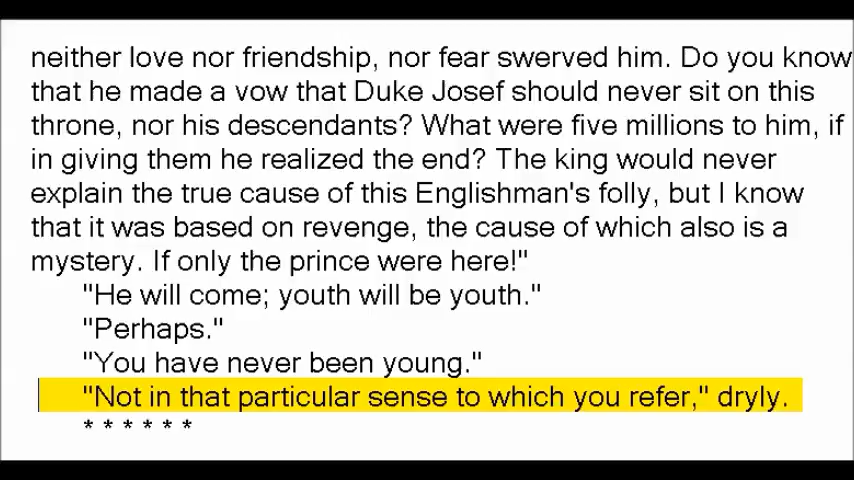 neither love nor friendship, nor fear swerved him. Do you know
that he made a vow that Duke Josef should never sit on this
throne, nor his descendants? What were five millions to him, if
in giving them he realized the end? The king would never
explain the true cause of this Englishman's folly, but I know
that it was based on revenge, the cause of which also is a
mystery. If only the prince were here!"
"He will come; youth will be youth."
"Perhaps."
"You have never been young."
"Not in that particular sense to which you refer," dryly.
* * * * * *